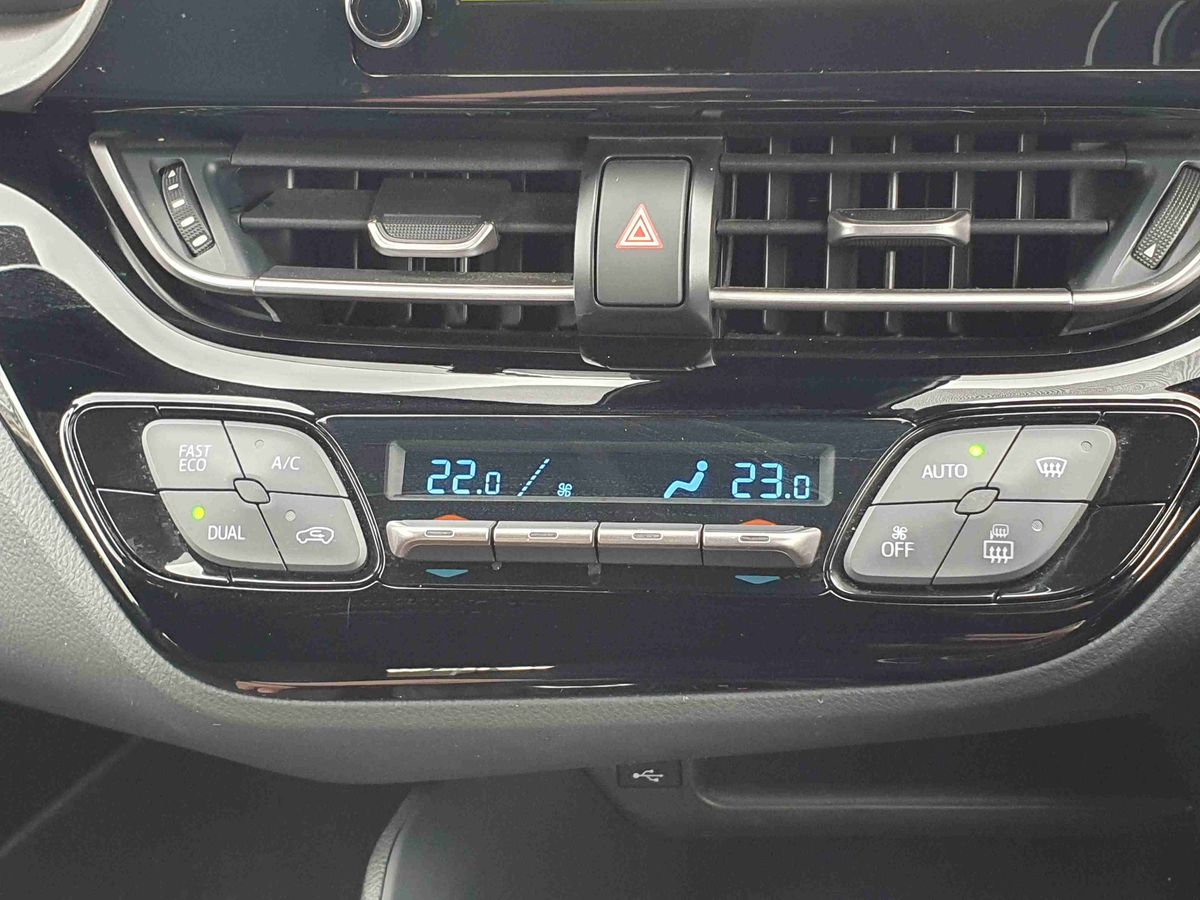 FAST
ECO
A/C
22.0
23.0
AUTO
DUAL
OFF